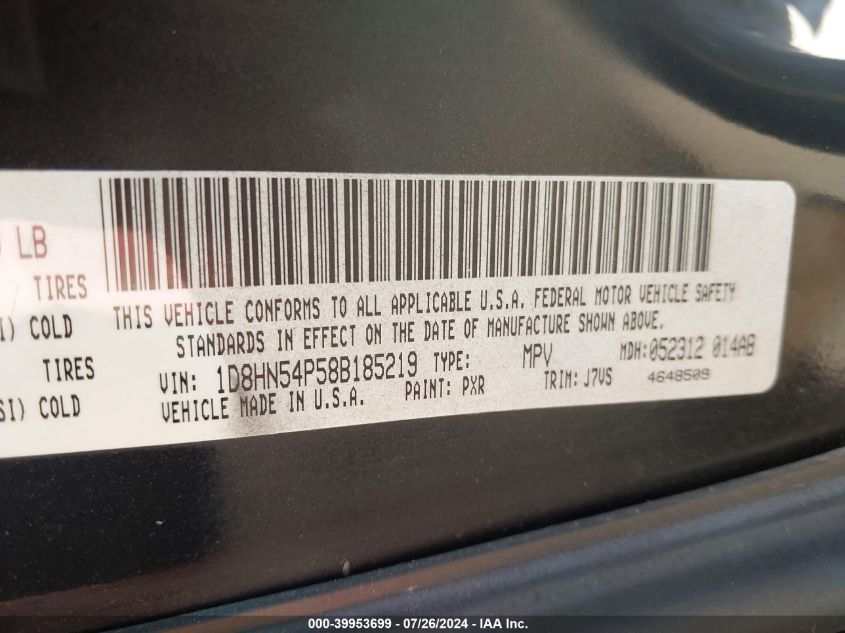 LB
TIRES
COLD
TIRES
COLD
THIS VEHICLE CONFORMS TO ALL APPLICABLE U.S.A. FEDERAL MOTOR VEHICLE SAFETY
STANDARDS IN EFFECT ON THE DATE OF MANUFACTURE SHOWN ABOVE.
VIN: 1D8HN54P58B185219 TYPE: MPV MDH: 052312 014AB
VEHICLE MADE IN U.S.A. PAINT: PXR TRIM: J7VS 4648509
000-39953699 / 07/26/2024 - IAA Inc.